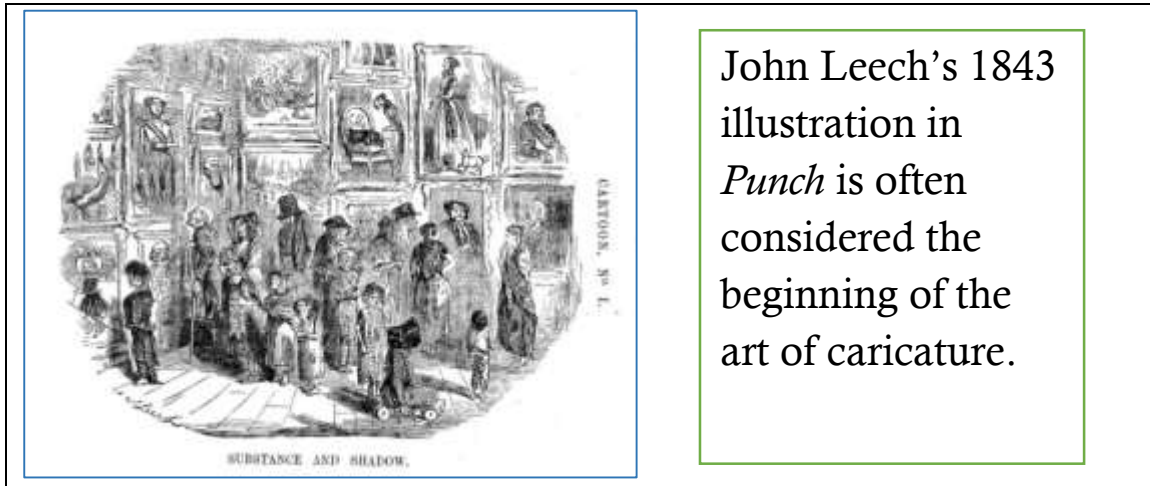 SUBSTANCE AND SHADOW.
CARTOON, Nº 1.
John Leech’s 1843
illustration in
Punch is often
considered the
beginning of the
art of caricature.